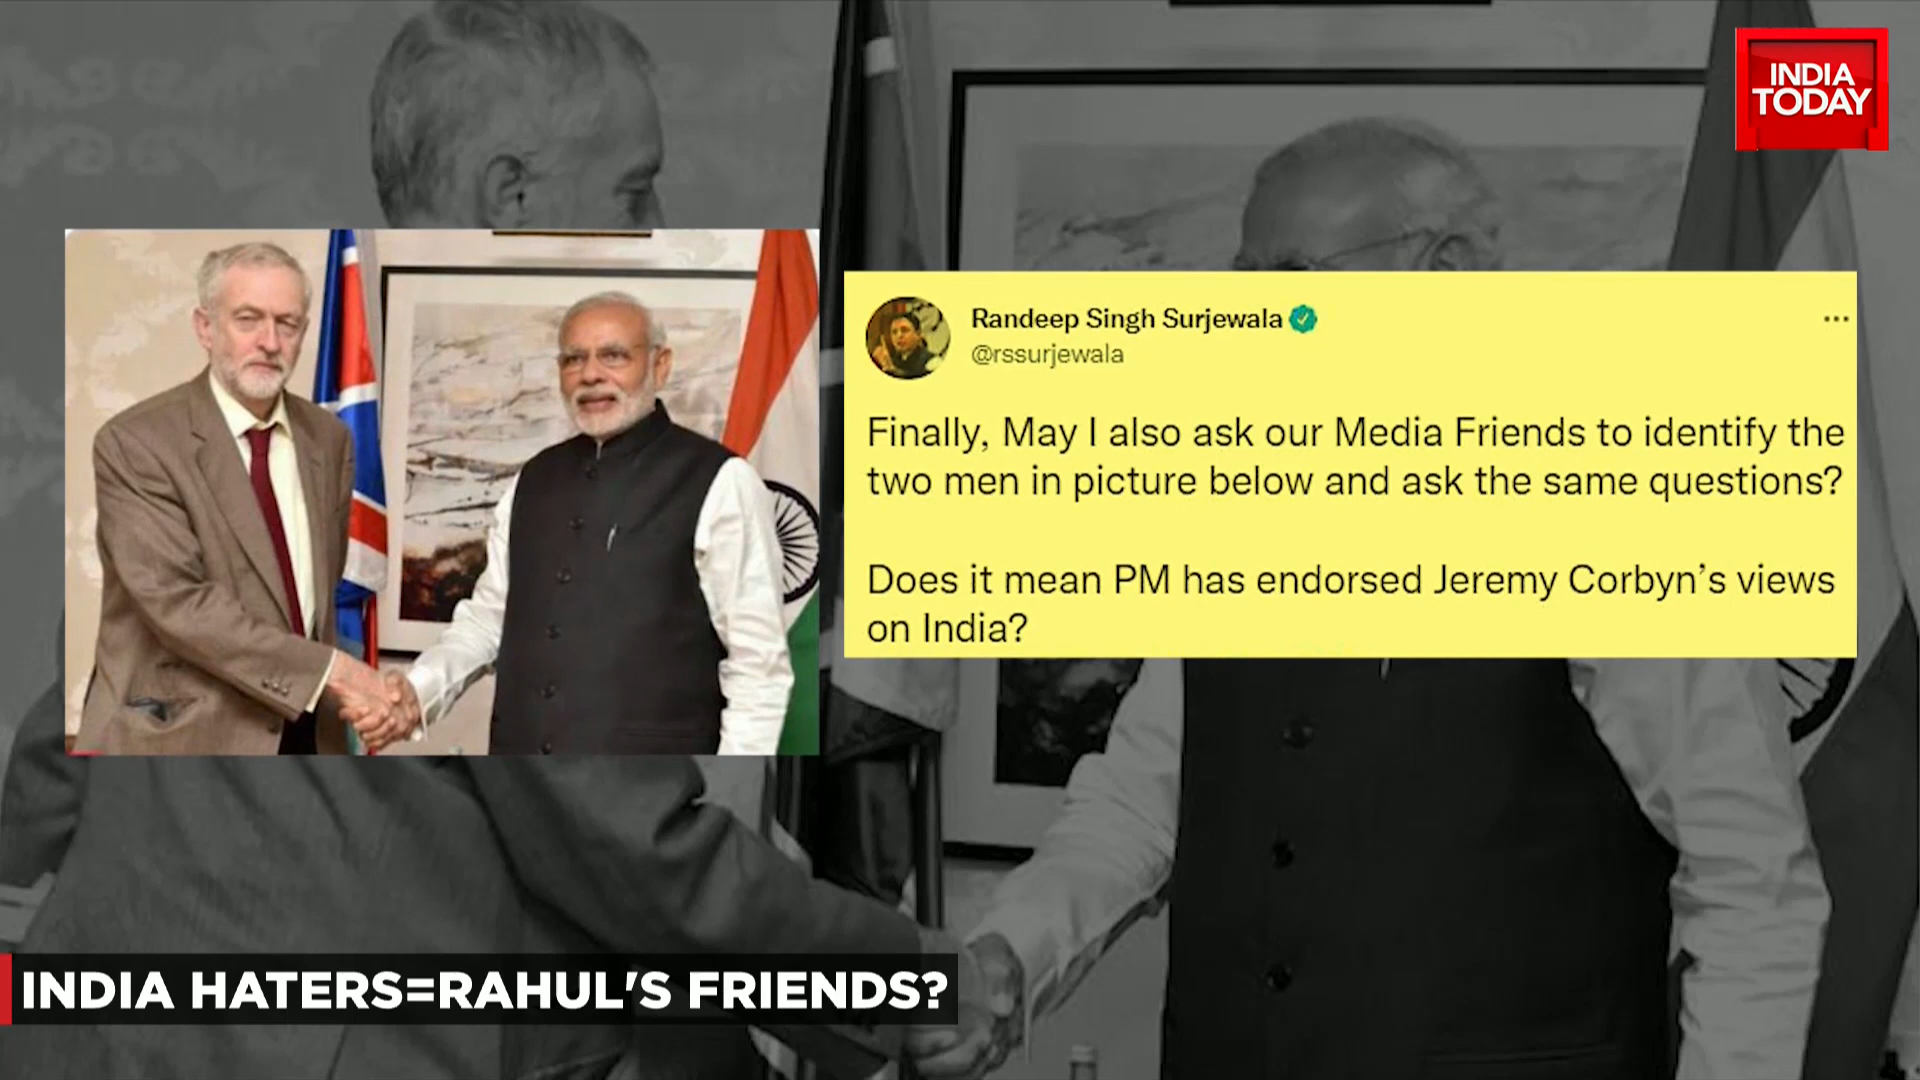 INDIA
TODAY
Randeep Singh Surjewala
@rssurjewala
Finally, May I also ask our Media Friends to identify the
two men in picture below and ask the same questions?
Does it mean PM has endorsed Jeremy Corbyn's views
on India?
INDIA HATERS=RAHUL'S FRIENDS?